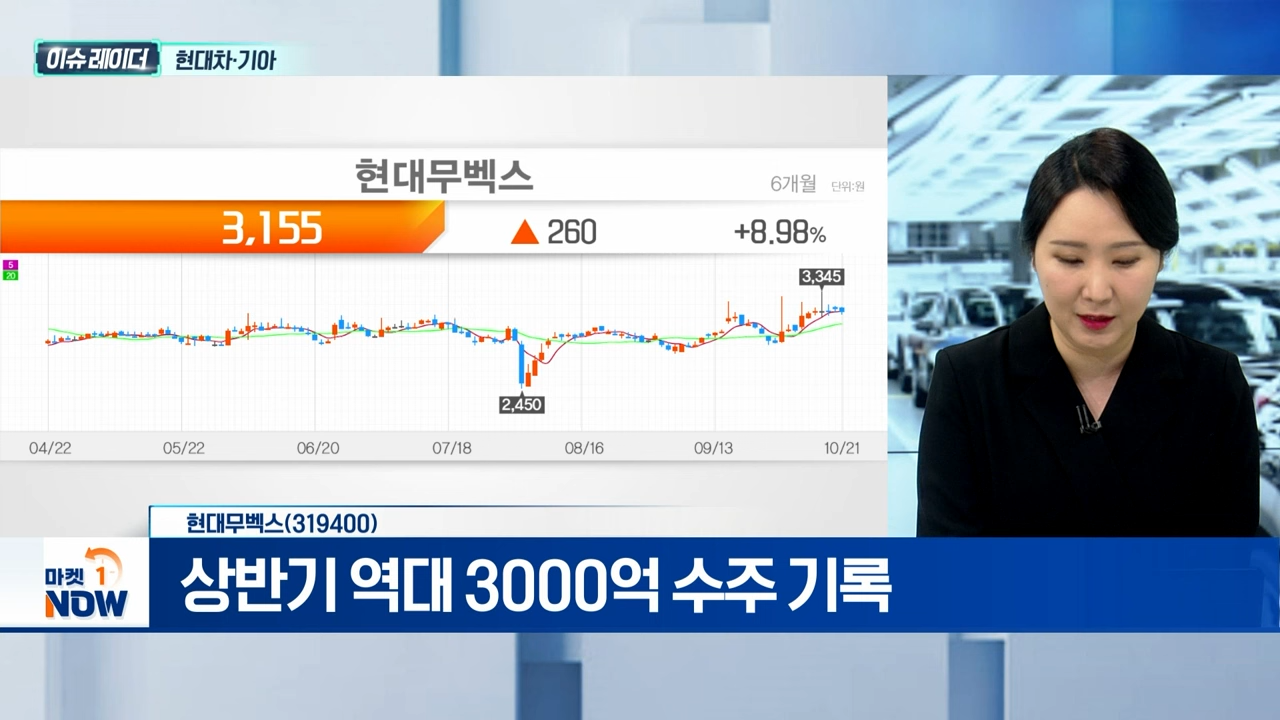 이슈 레이더 현대차·기아
현대무벡스
6개월 단위:원
3,155 ▲ 260 +8.98%
5
20
3,345
2,450
04/22 05/22 06/20 07/18 08/16 09/13 10/21
현대무벡스(319400)
마켓 1
NOW
상반기 역대 3000억 수주 기록